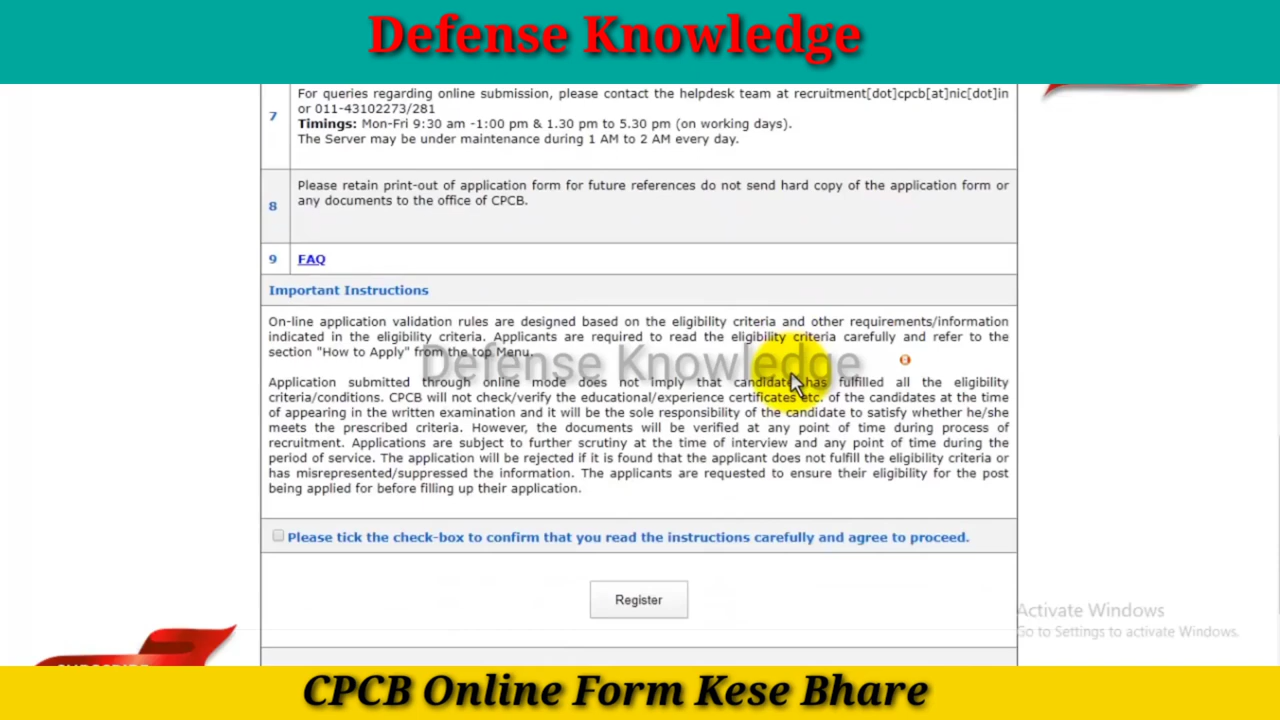 Defense Knowledge
For queries regarding online submission, please contact the helpdesk team at recruitment[dot]cpcb[at]nic[dot]in
7
or 011-43102273/281
Timings: Mon-Fri 9:30 am -1:00 pm & 1.30 pm to 5.30 pm (on working days).
The Server may be under maintenance during 1 AM to 2 AM every day.
Please retain print-out of application form for future references do not send hard copy of the application form or
8
any documents to the office of CPCB.
9 FAQ
Important Instructions
On-line application validation rules are designed based on the eligibility criteria and other requirements/information
indicated in the eligibility criteria. Applicants are required to read the eligibility criteria carefully and refer to the
section "How to Apply" from the top Menu.
Defense Knowledge
Application submitted through online mode does not imply that candidate has fulfilled all the eligibility
criteria/conditions. CPCB will not check/verify the educational/experience certificates etc. of the candidates at the time
of appearing in the written examination and it will be the sole responsibility of the candidate to satisfy whether he/she
meets the prescribed criteria. However, the documents will be verified at any point of time during process of
recruitment. Applications are subject to further scrutiny at the time of interview and any point of time during the
period of service. The application will be rejected if it is found that the applicant does not fulfill the eligibility criteria or
has misrepresented/suppressed the information. The applicants are requested to ensure their eligibility for the post
being applied for before filling up their application.
Please tick the check-box to confirm that you read the instructions carefully and agree to proceed.
Register
Activate Windows
Go to Settings to activate Windows.
CPCB Online Form Kese Bhare